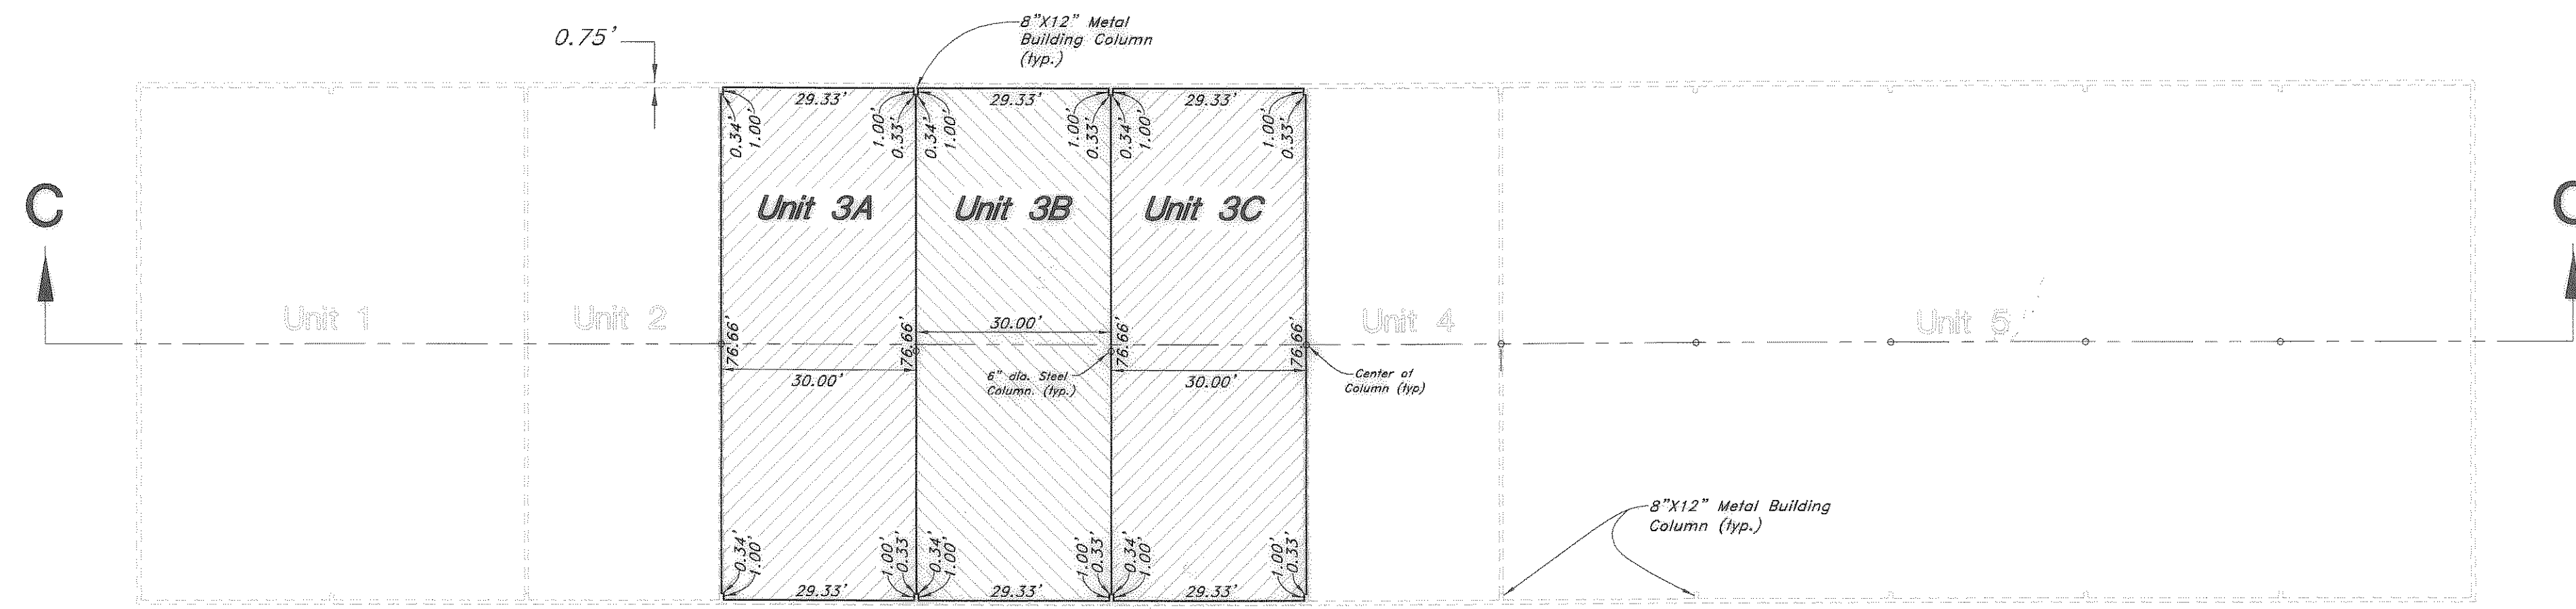 0.75'
8"X12" Metal
Building Column
(typ.)
29.33' 29.33' 29.33'
0.34' 1.00' 1.00' 0.33' 0.34' 1.00' 1.00' 0.33' 0.34' 1.00' 1.00' 0.33'
C C
Unit 3A Unit 3B Unit 3C
Unit 1 Unit 2 Unit 4 Unit 5
76.66' 76.66' 76.66' 76.66'
30.00'
30.00' 30.00'
6" dia. Steel
Column. (typ.)
Center of
Column (typ)
8"X12" Metal Building
Column (typ.)
0.34' 1.00' 1.00' 0.33' 0.34' 1.00' 1.00' 0.33' 0.34' 1.00' 1.00' 0.33'
29.33' 29.33' 29.33'